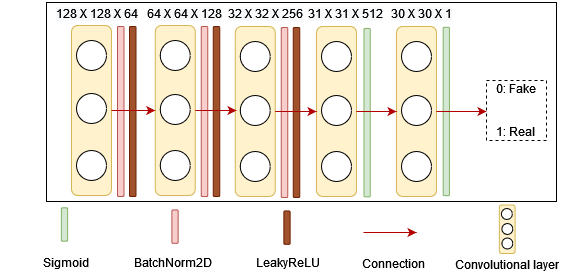 128 X 128 X 64 64 X 64 X 128 32 X 32 X 256 31 X 31 X 512 30 X 30 X 1
0: Fake
1: Real
Sigmoid BatchNorm2D LeakyReLU Connection Convolutional layer